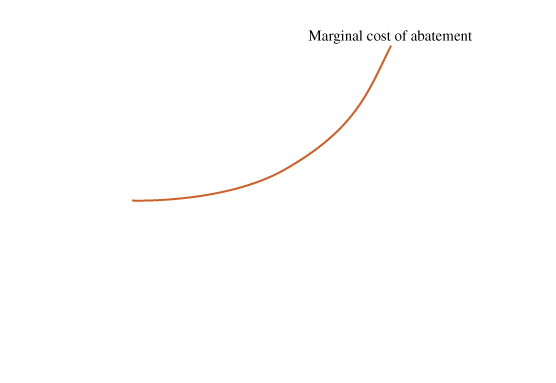 Marginal cost of abatement